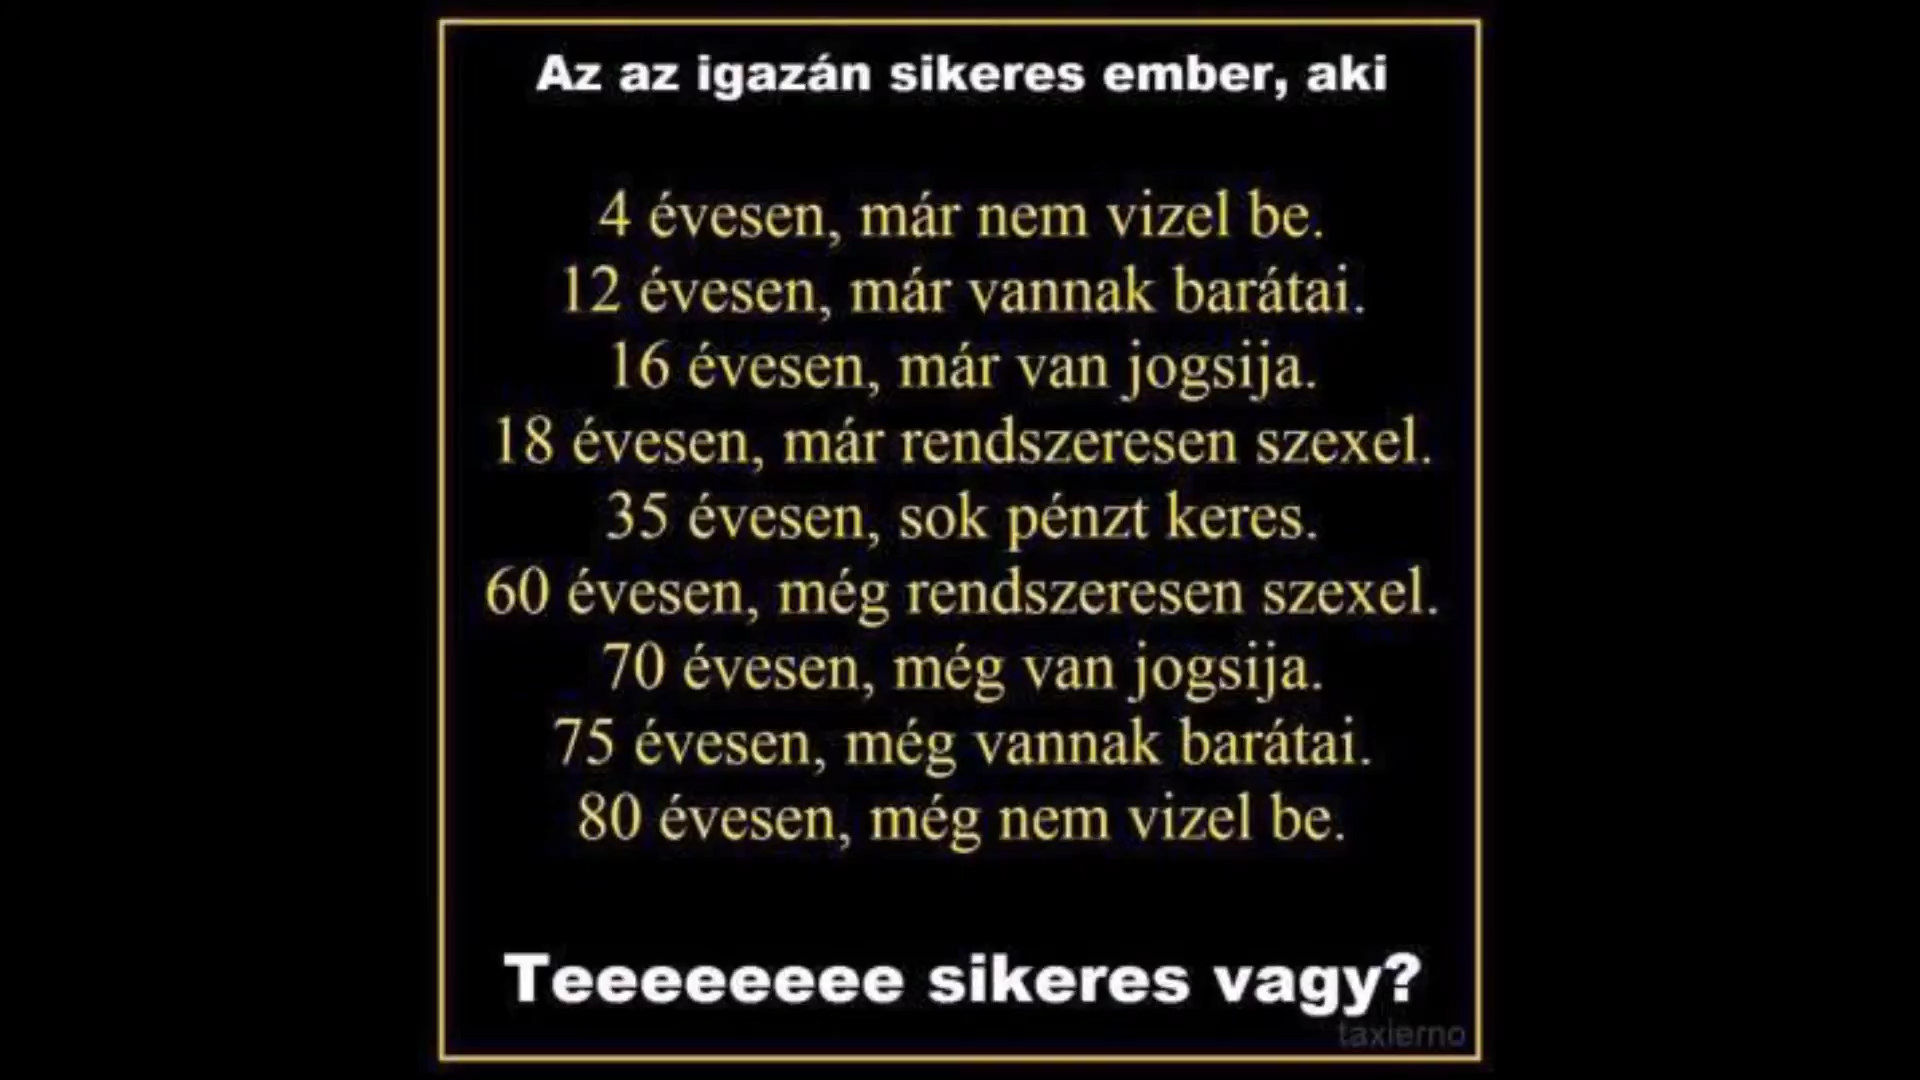 Az az igazán sikeres ember, aki
4 évesen, már nem vizel be.
12 évesen, már vannak barátai.
16 évesen, már van jogsija.
18 évesen, már rendszeresen szexel.
35 évesen, sok pénzt keres.
60 évesen, még rendszeresen szexel.
70 évesen, még van jogsija.
75 évesen, még vannak barátai.
80 évesen, még nem vizel be.
Teeeeeeee sikeres vagy?
taxierno